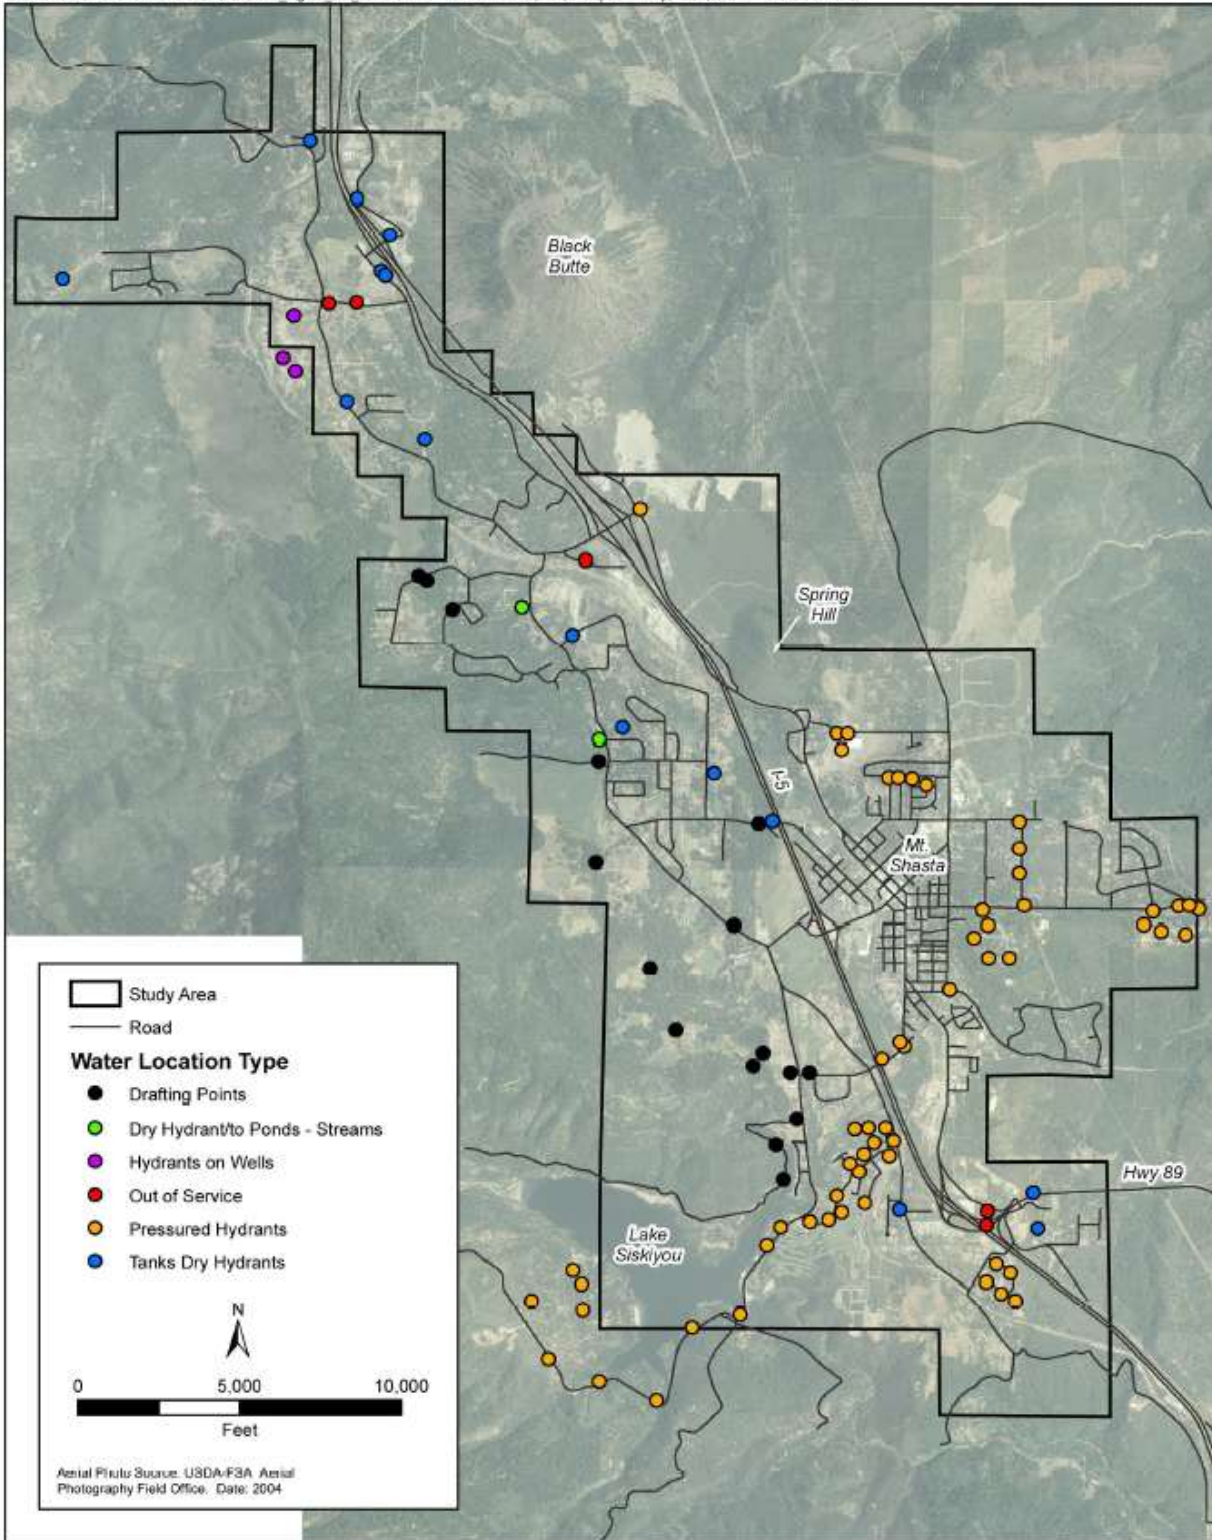 Black
Butte
Spring
Hill
I-5
Mt.
Shasta
Study Area
Road
Water Location Type
Drafting Points
Dry Hydrant/to Ponds - Streams
Hydrants on Wells
Out of Service
Pressured Hydrants
Tanks Dry Hydrants
Hwy 89
Lake
Siskiyou
N
0 5,000 10,000
Feet
Aerial Photo Source: USDA-FSA Aerial
Photography Field Office. Date: 2004